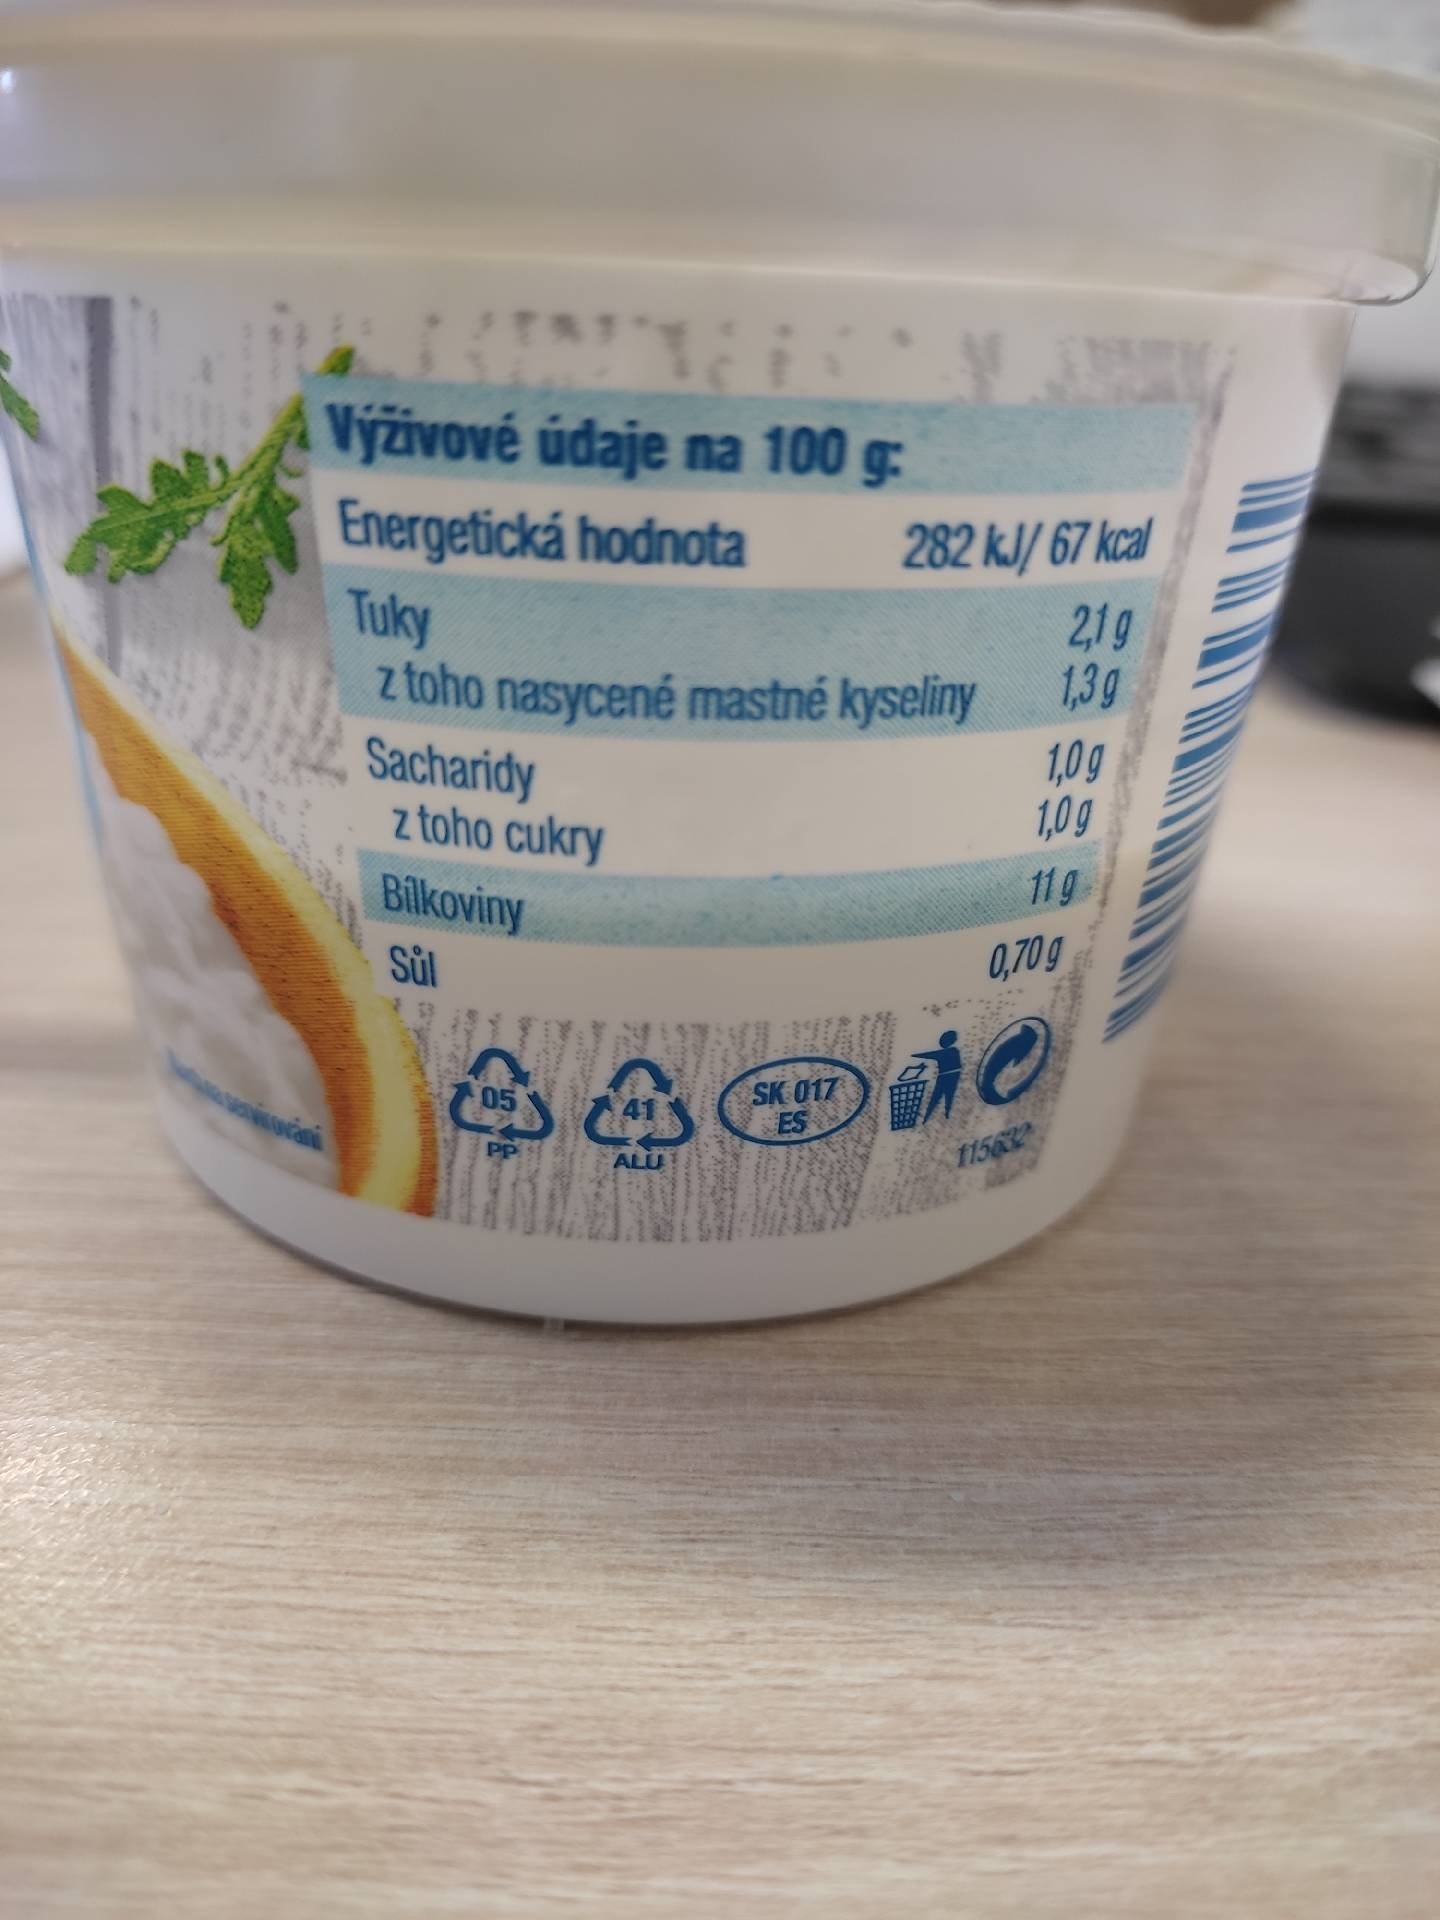 Výživové údaje na 100 g:
Energetická hodnota 282 kJ/ 67 kcal
Tuky 2,1 g
z toho nasycené mastné kyseliny 1,3 g
Sacharidy 1,0 g
z toho cukry 1,0 g
Bílkoviny 11 g
Sůl 0,70 g
05
PP
41
ALU
SK 017
ES
115632
servírování